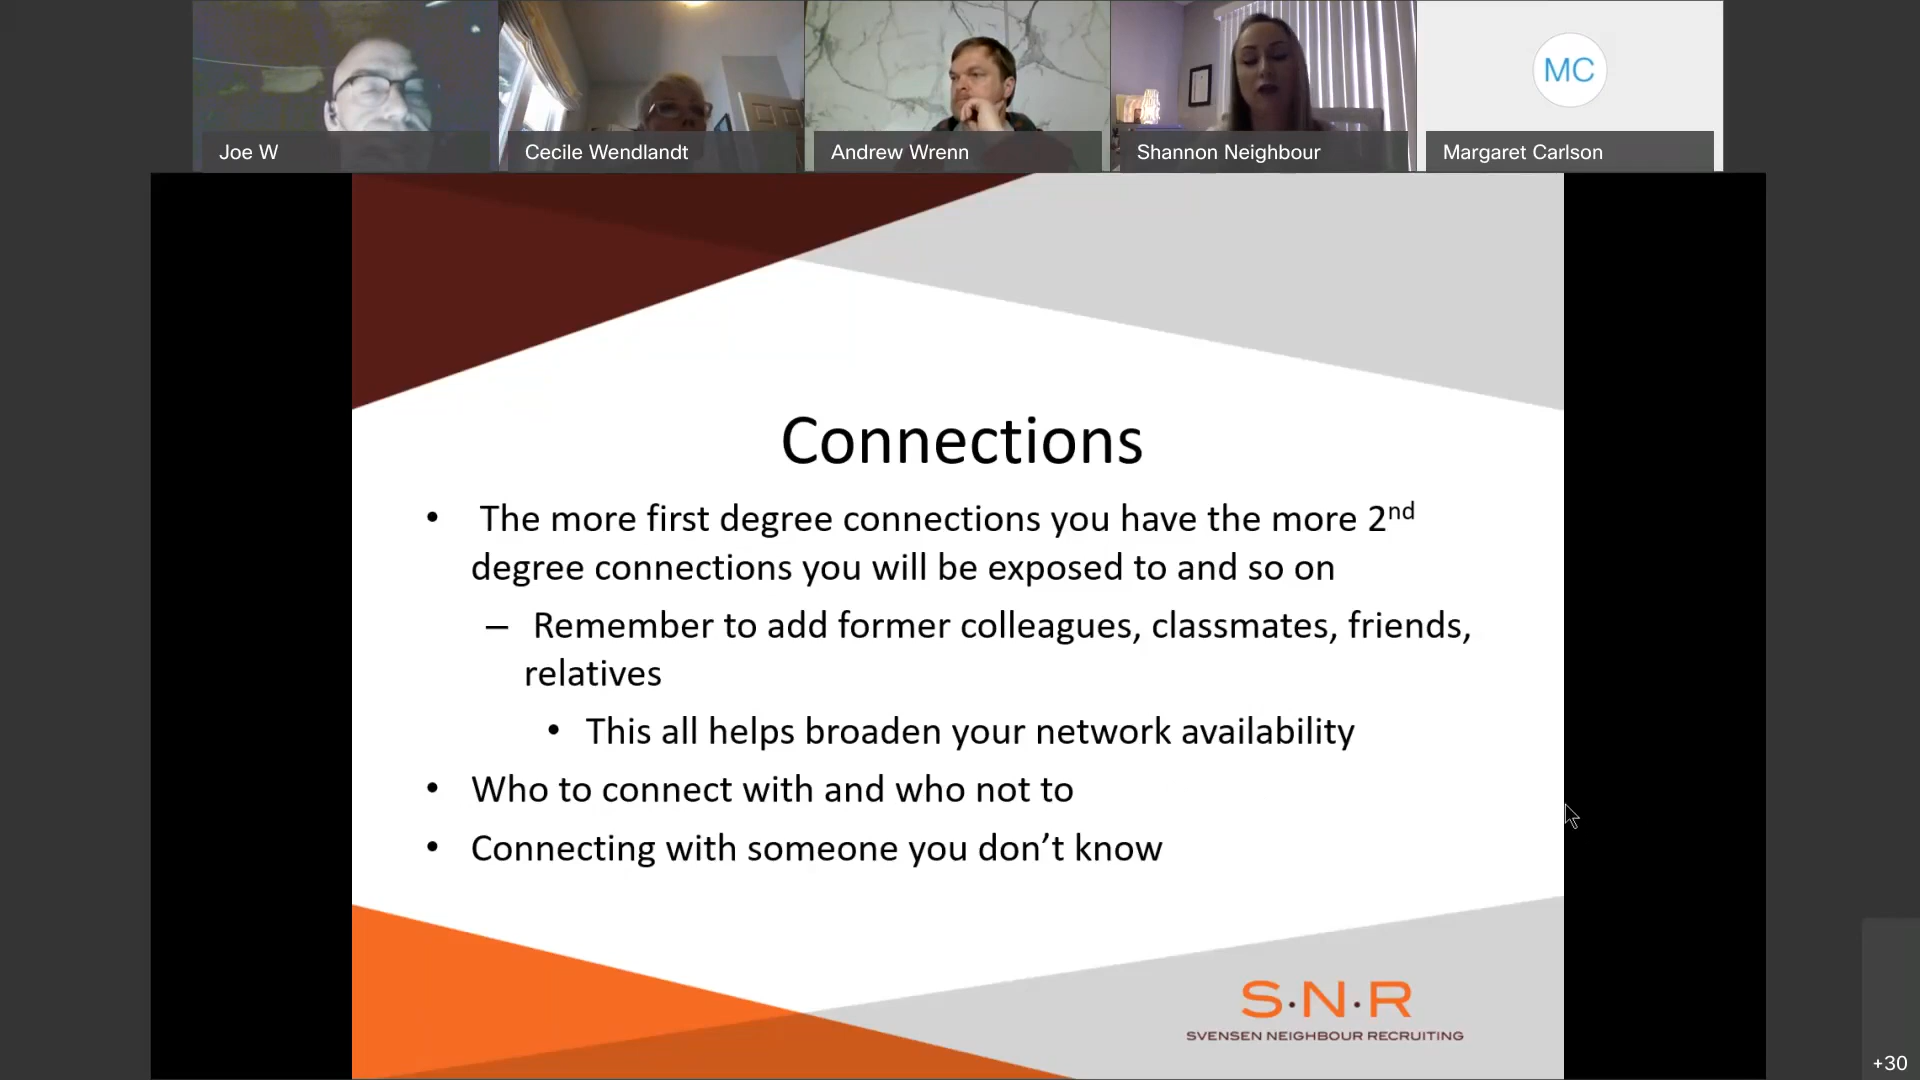 MC
Joe W
Cecile Wendlandt
Andrew Wrenn
Shannon Neighbour
Margaret Carlson
Connections
• The more first degree connections you have the more 2nd
degree connections you will be exposed to and so on
– Remember to add former colleagues, classmates, friends,
relatives
• This all helps broaden your network availability
• Who to connect with and who not to
• Connecting with someone you don’t know
S·N·R
SVENSEN NEIGHBOUR RECRUITING
+30